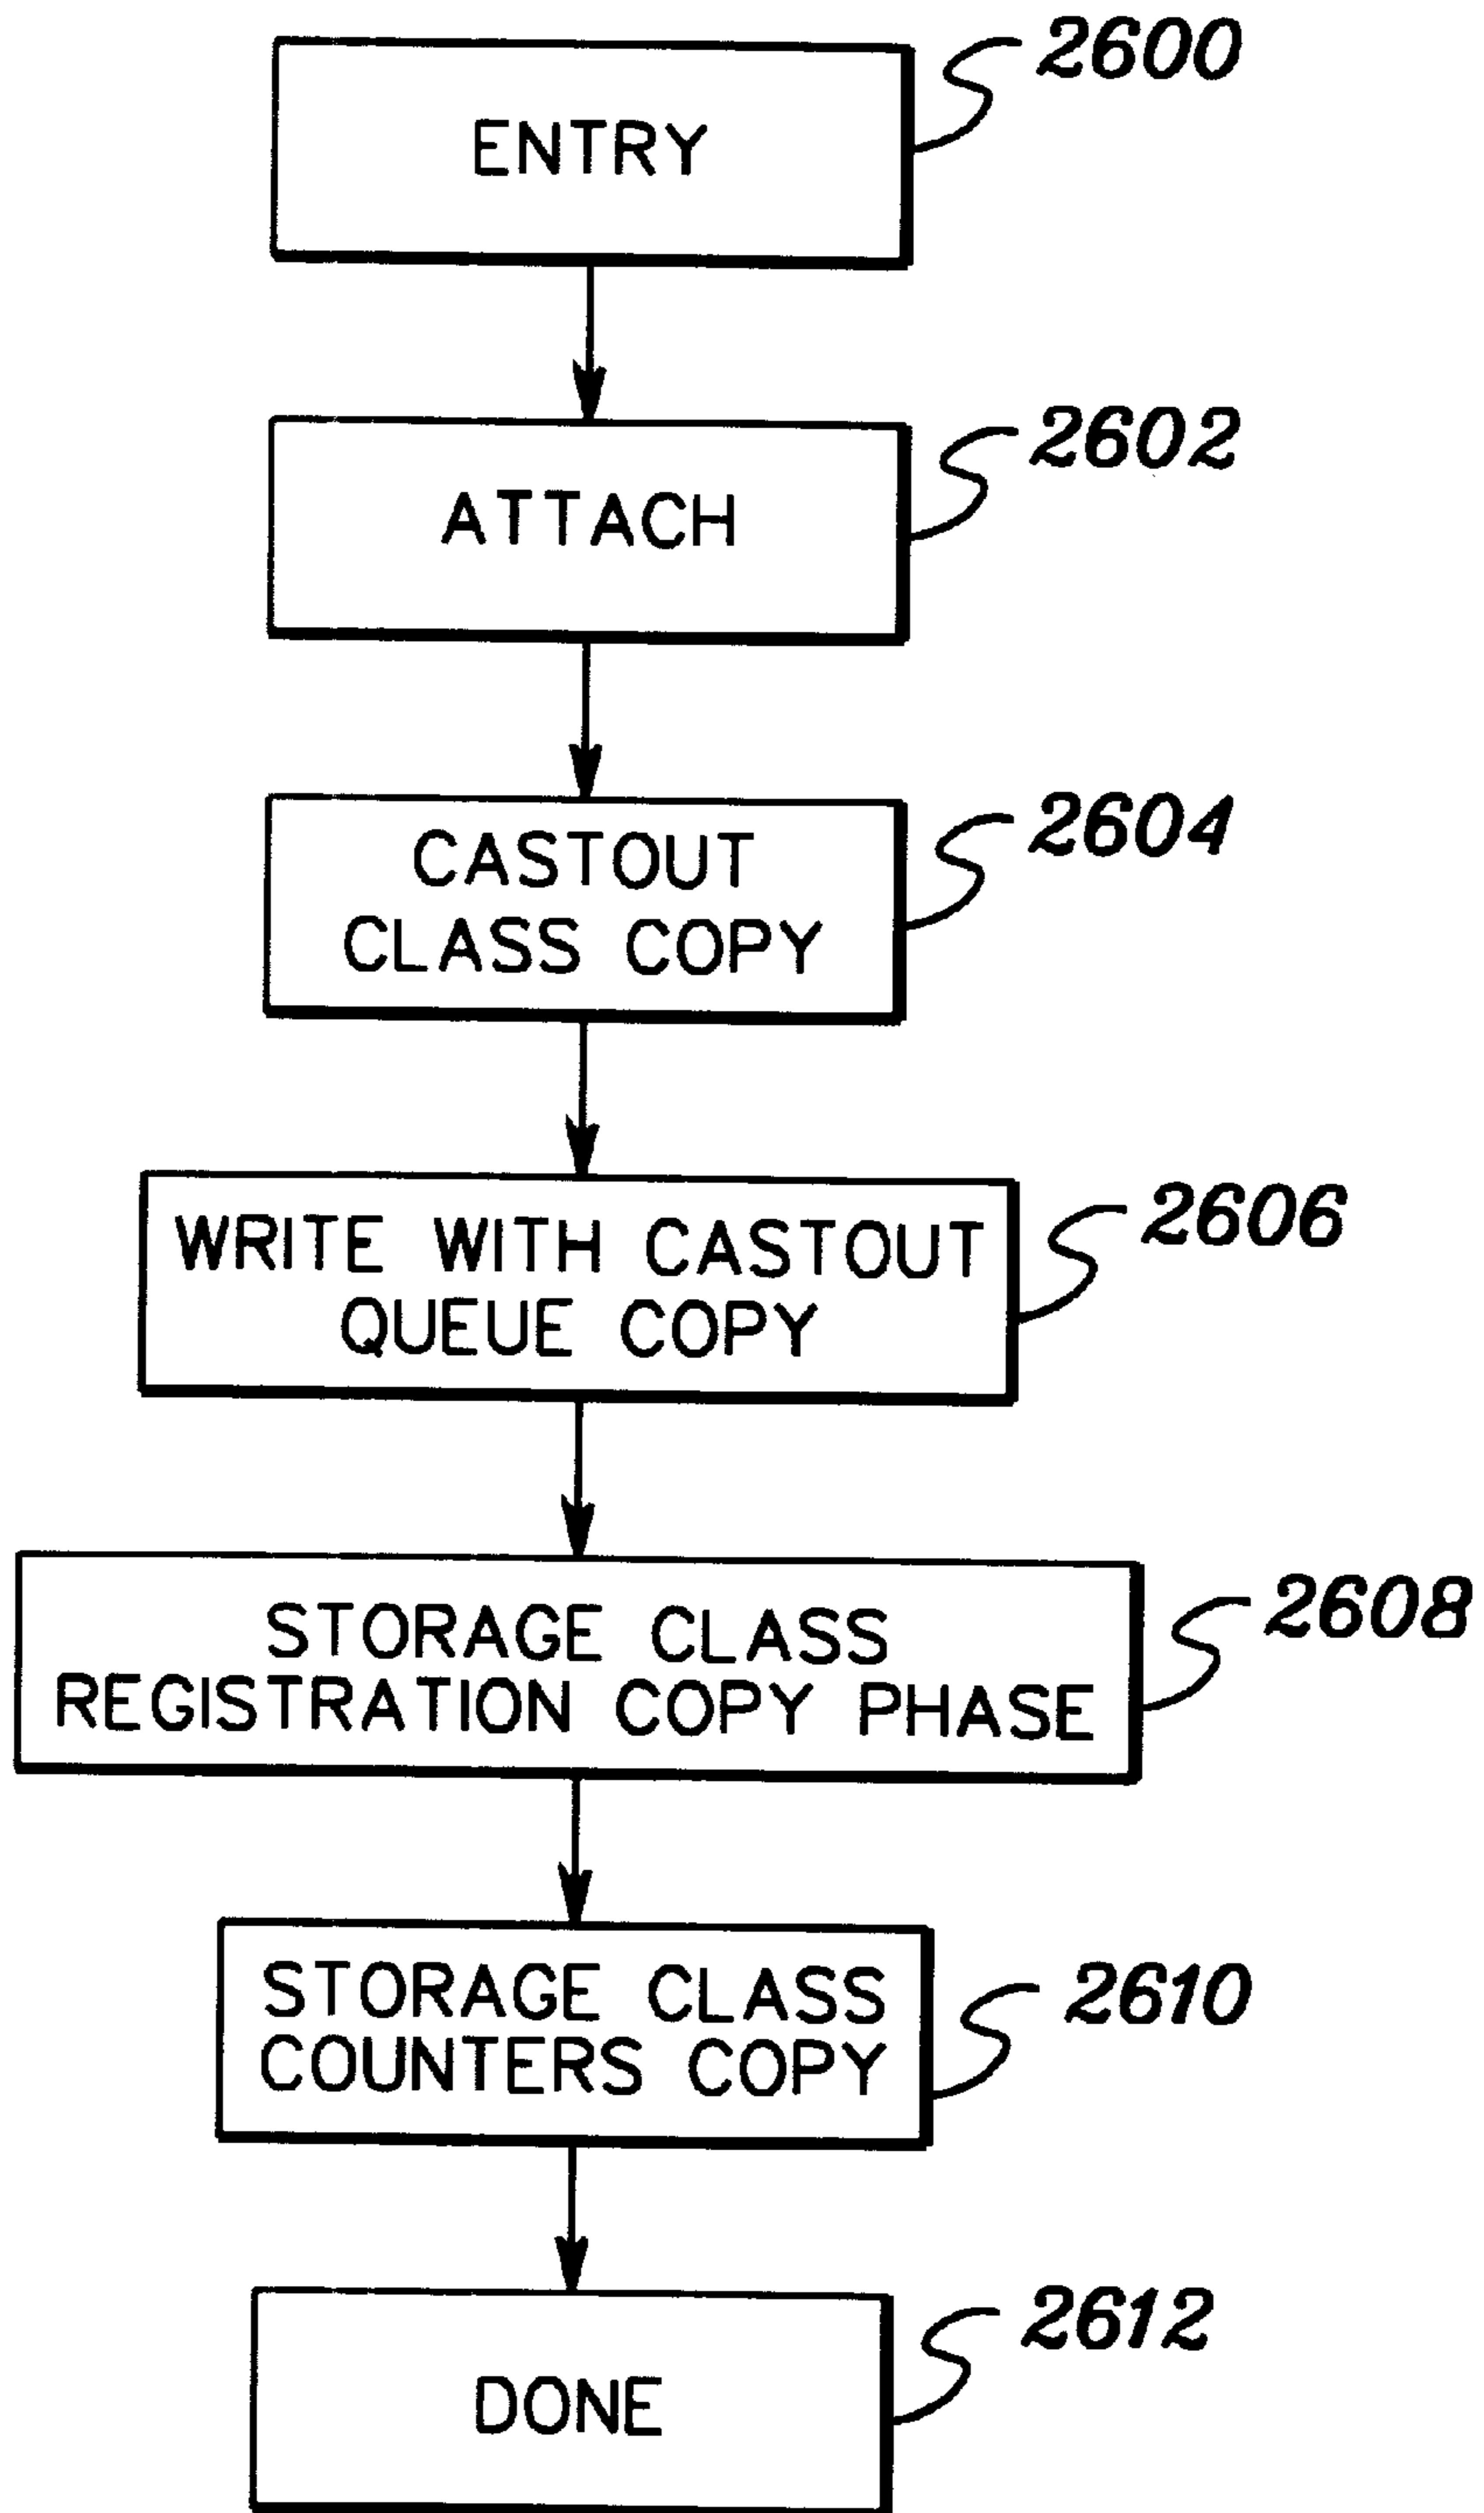 2600
ENTRY
2602
ATTACH
2604
CASTOUT
CLASS COPY
2606
WRITE WITH CASTOUT
QUEUE COPY
2608
STORAGE CLASS
REGISTRATION COPY PHASE
2610
STORAGE CLASS
COUNTERS COPY
2612
DONE